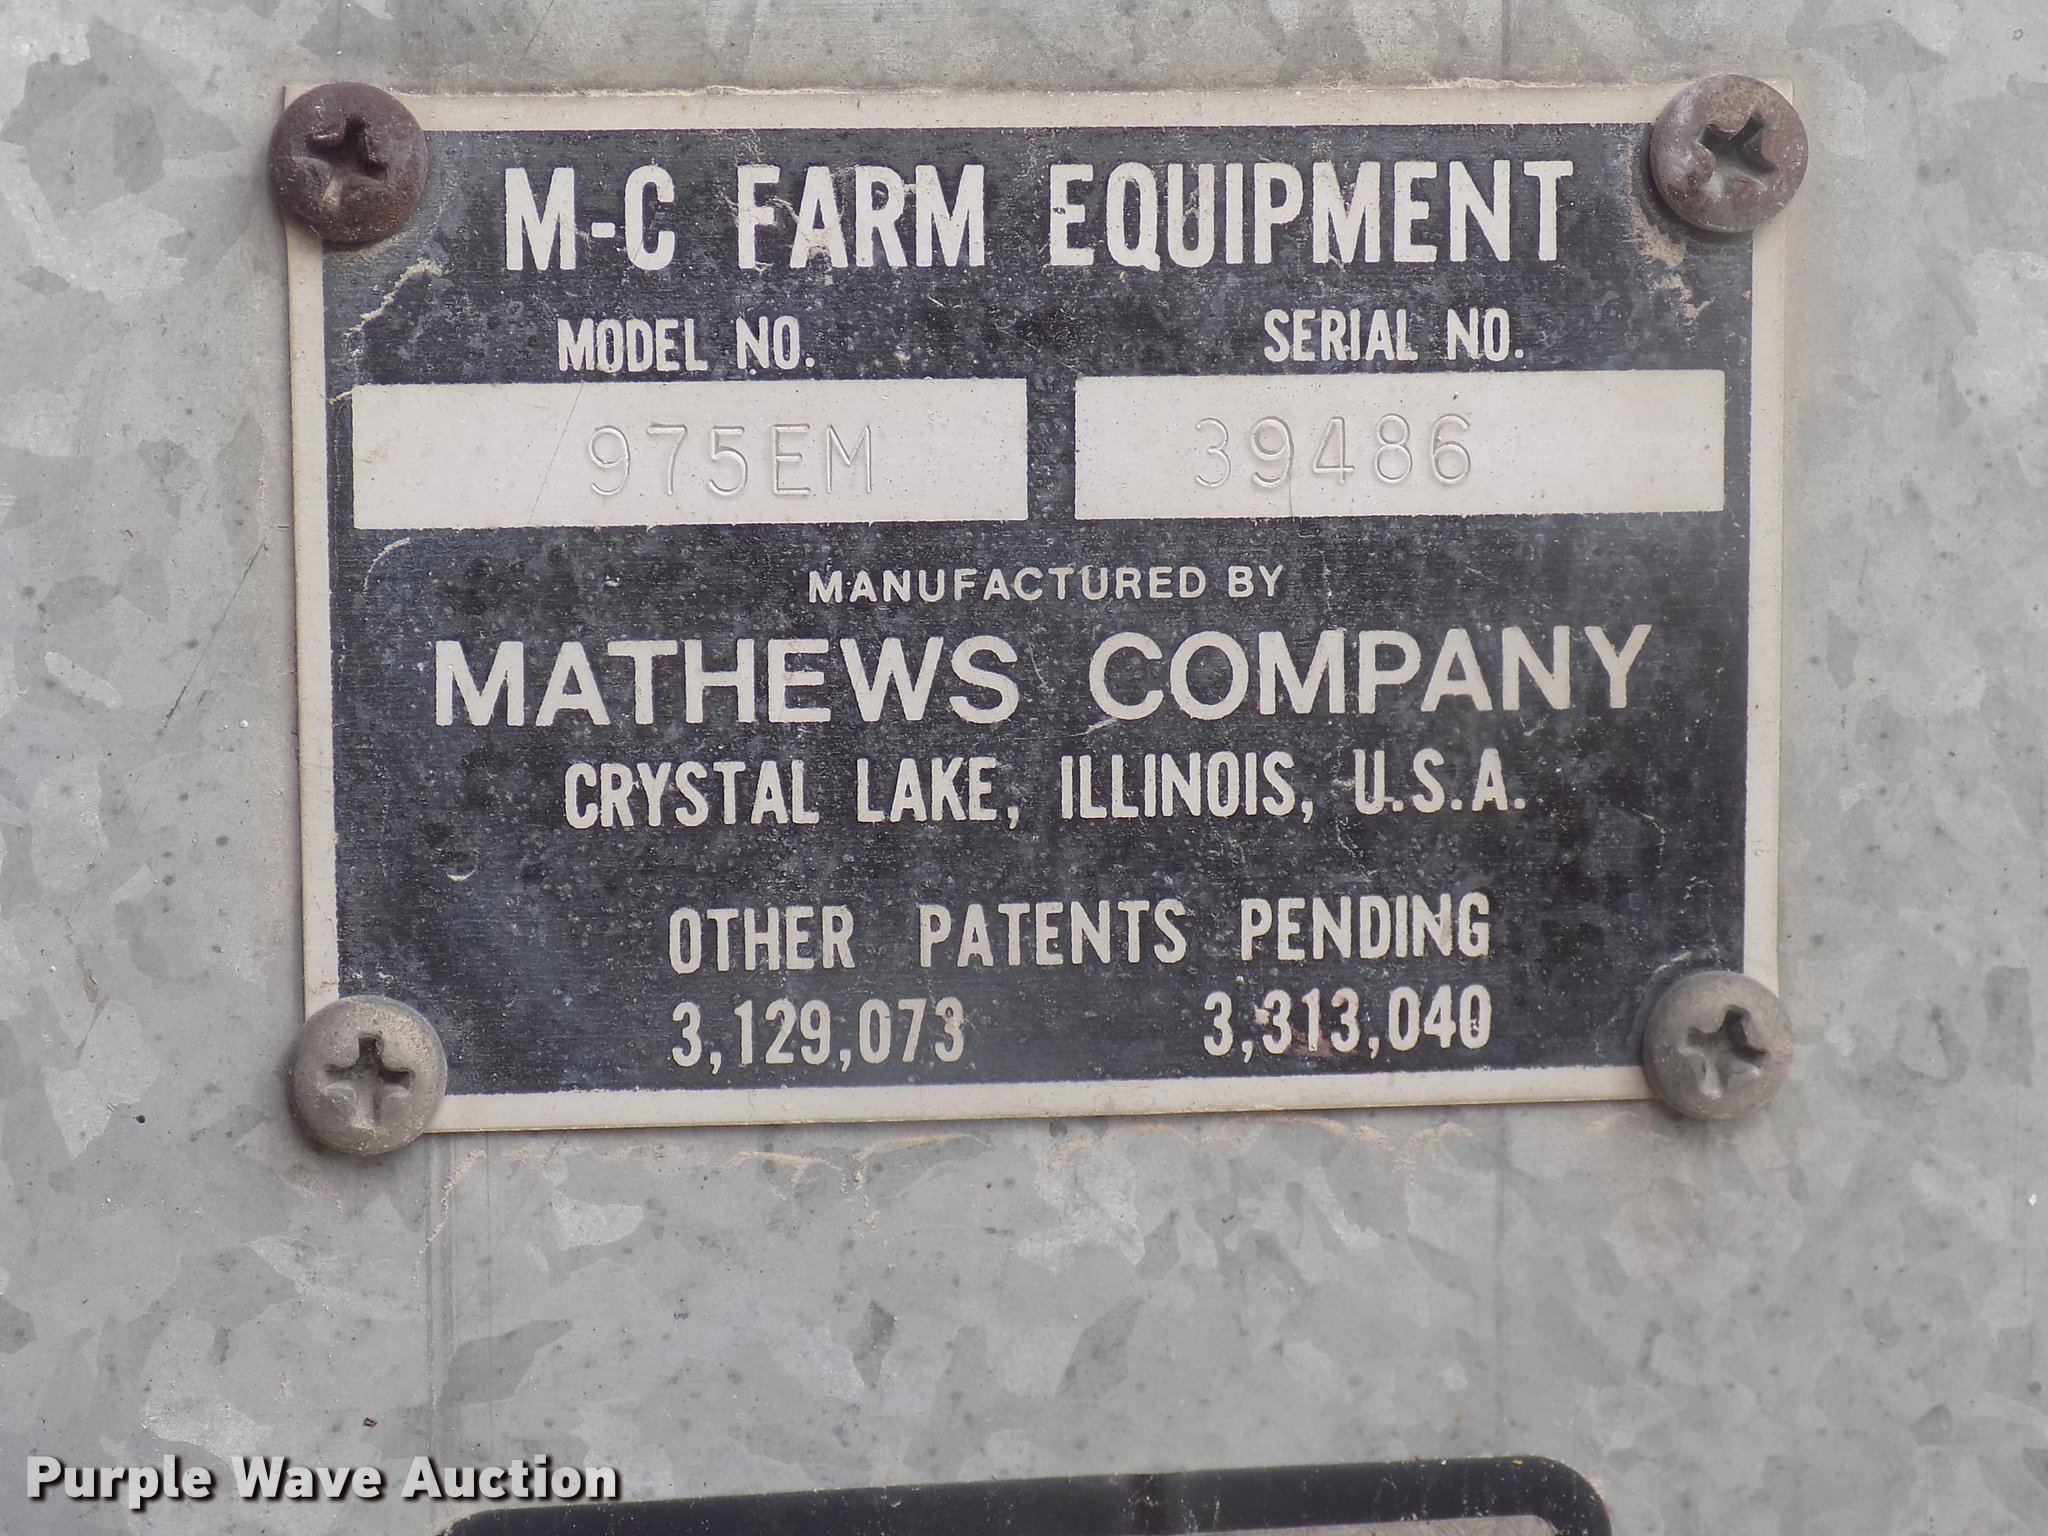 M-C FARM EQUIPMENT
MODEL NO. SERIAL NO.
975EM 39486
MANUFACTURED BY
MATHEWS COMPANY
CRYSTAL LAKE, ILLINOIS, U.S.A.
OTHER PATENTS PENDING
3,129,073 3,313,040
Purple Wave Auction